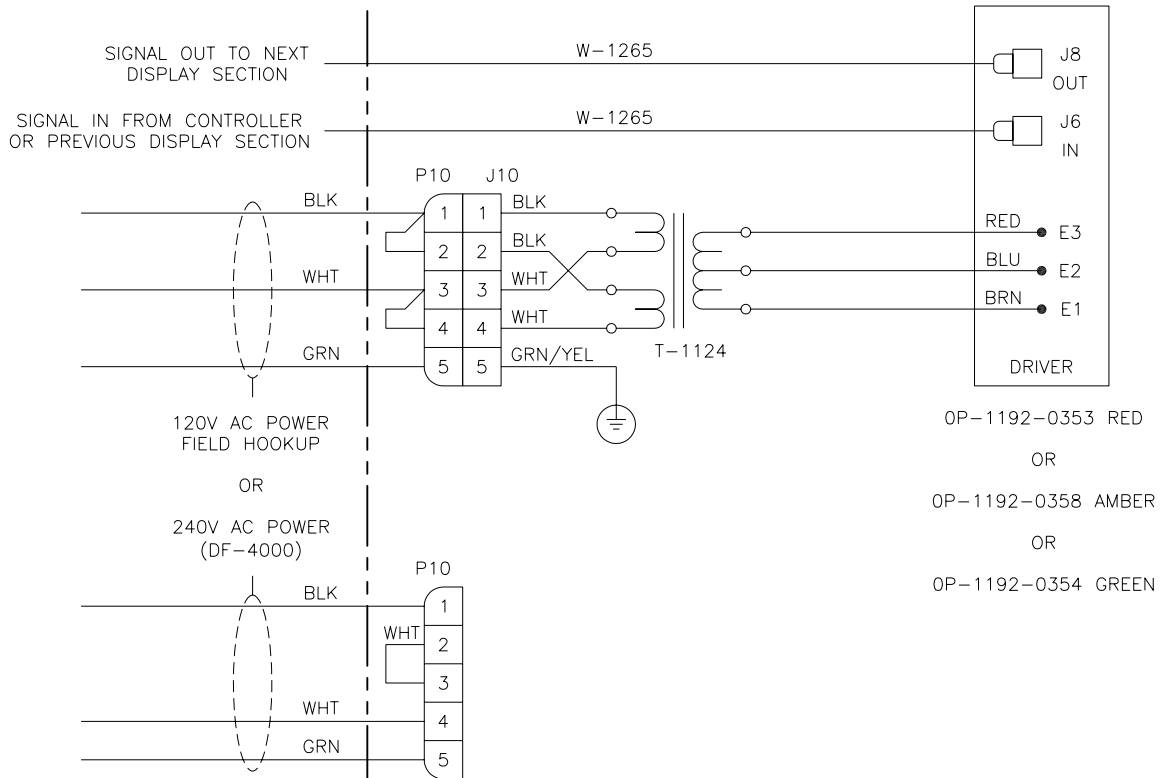 SIGNAL OUT TO NEXT
DISPLAY SECTION
W-1265
J8
OUT
SIGNAL IN FROM CONTROLLER
OR PREVIOUS DISPLAY SECTION
W-1265
J6
IN
P10 J10
BLK
1 1
BLK
2 2
BLK
WHT
3 3
WHT
4 4
WHT
GRN
5 5
GRN/YEL
T-1124
RED
E3
BLU
E2
BRN
E1
DRIVER
120V AC POWER
FIELD HOOKUP
OR
240V AC POWER
(DF-4000)
0P-1192-0353 RED
OR
0P-1192-0358 AMBER
OR
0P-1192-0354 GREEN
P10
BLK
1
WHT
2
3
WHT
4
GRN
5